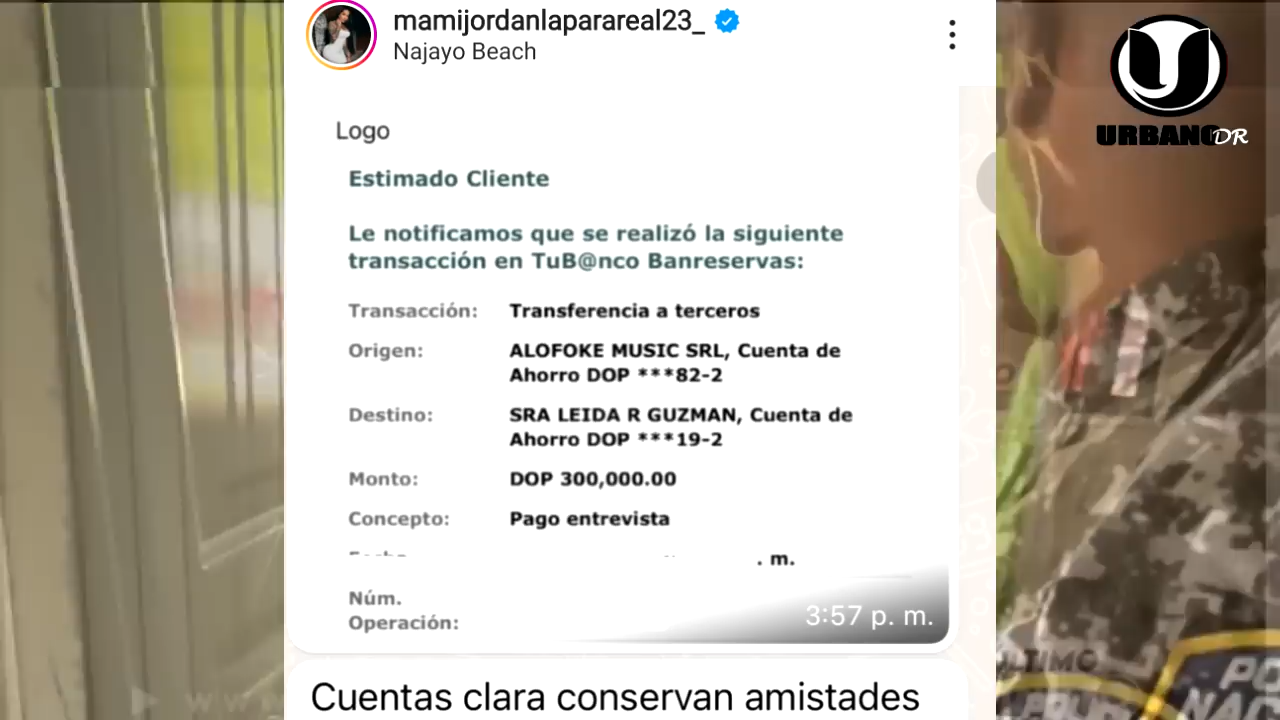 mamijordanlaparareal23_
Najayo Beach
URBANO DR
Logo
Estimado Cliente
Le notificamos que se realizó la siguiente
transacción en TuB@nco Banreservas:
Transacción: Transferencia a terceros
Origen: ALOFOKE MUSIC SRL, Cuenta de
Ahorro DOP ***82-2
Destino: SRA LEIDA R GUZMAN, Cuenta de
Ahorro DOP ***19-2
Monto: DOP 300,000.00
Concepto: Pago entrevista
. m.
Núm.
Operación:
3:57 p. m.
Cuentas clara conservan amistades